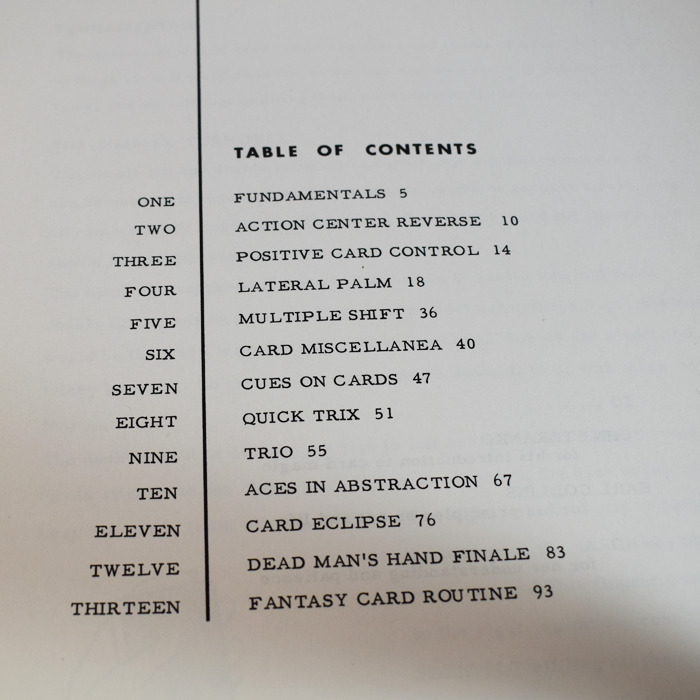 TABLE OF CONTENTS
ONE FUNDAMENTALS 5
TWO ACTION CENTER REVERSE 10
THREE POSITIVE CARD CONTROL 14
FOUR LATERAL PALM 18
FIVE MULTIPLE SHIFT 36
SIX CARD MISCELLANEA 40
SEVEN CUES ON CARDS 47
EIGHT QUICK TRIX 51
NINE TRIO 55
TEN ACES IN ABSTRACTION 67
ELEVEN CARD ECLIPSE 76
TWELVE DEAD MAN'S HAND FINALE 83
THIRTEEN FANTASY CARD ROUTINE 93